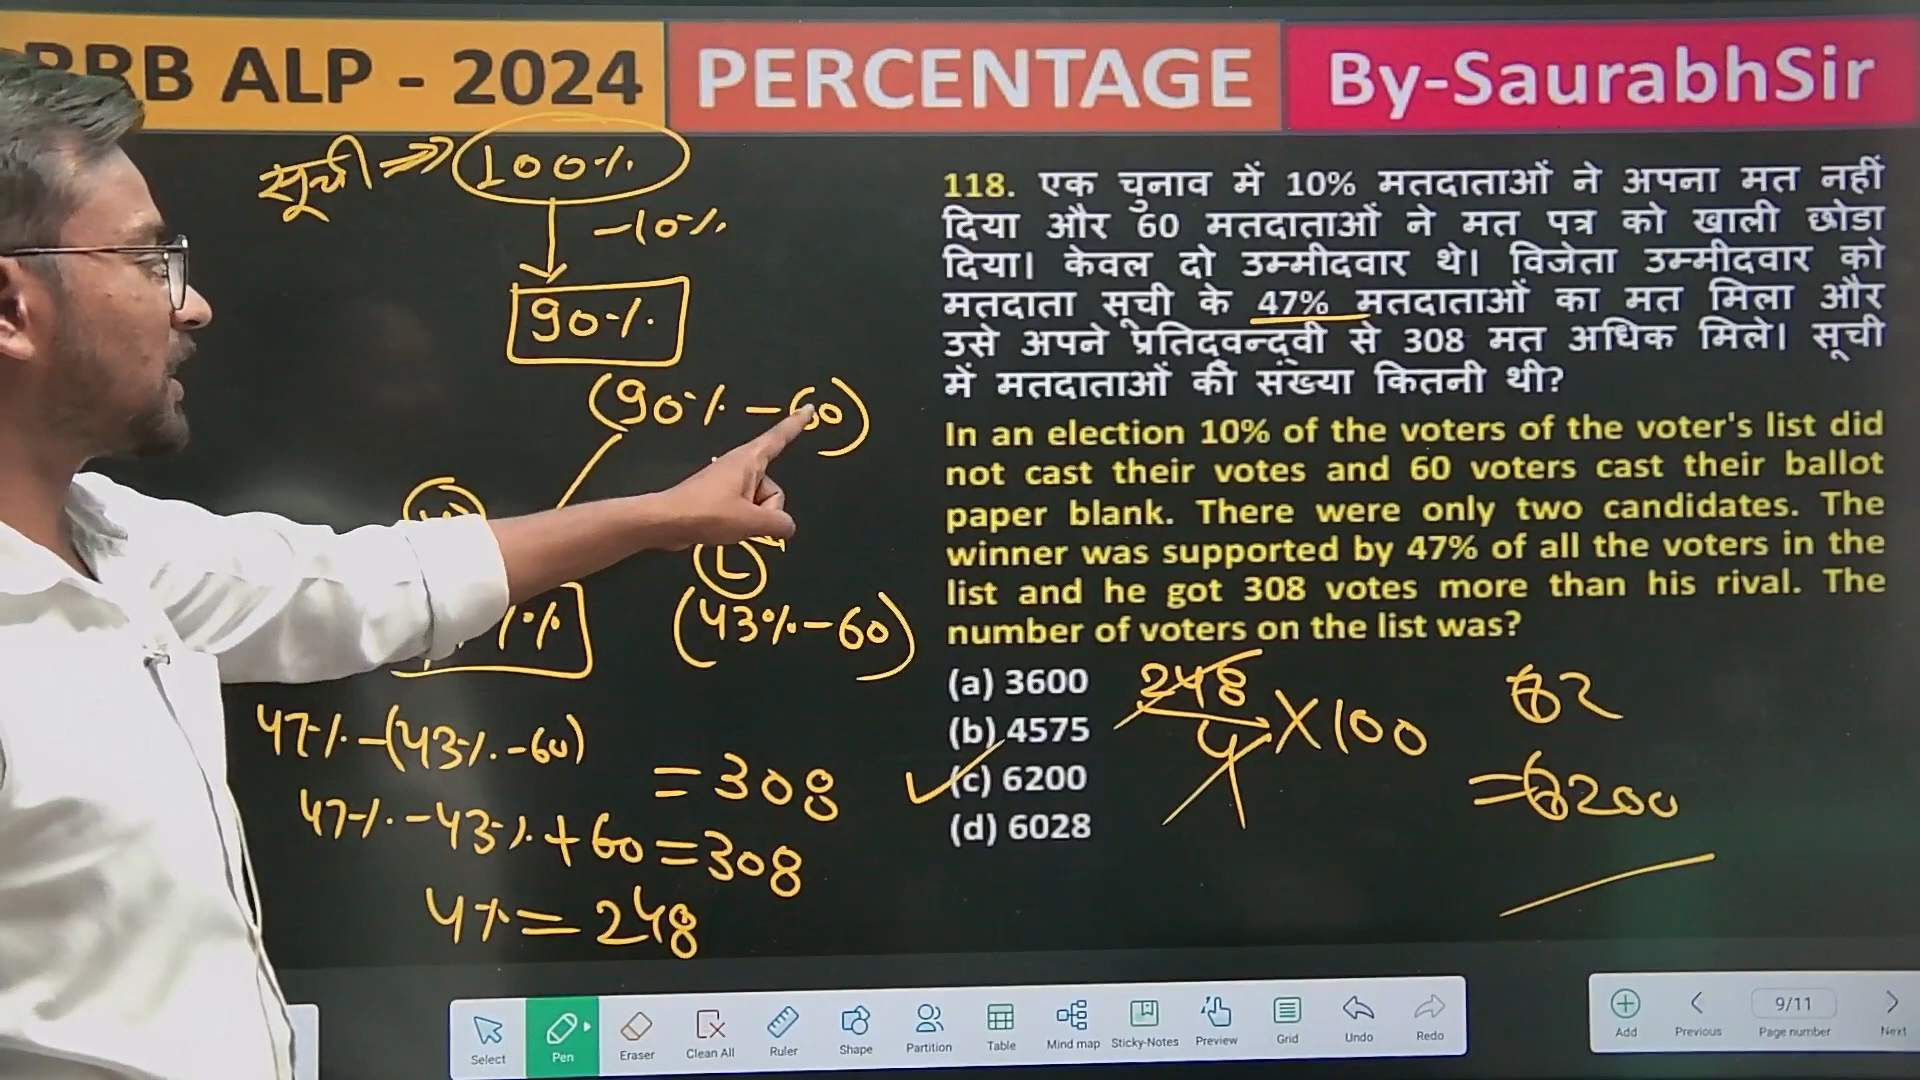 RRB ALP - 2024
PERCENTAGE
By-SaurabhSir
सूची ⇒ 100%
-10%
90%
(90% - 60)
L
(43% - 60)
47% - (43% - 60)
= 308
47% - 43% + 60 = 308
4% = 248
118. एक चुनाव में 10% मतदाताओं ने अपना मत नहीं
दिया और 60 मतदाताओं ने मत पत्र को खाली छोडा
दिया। केवल दो उम्मीदवार थे। विजेता उम्मीदवार को
मतदाता सूची के 47% मतदाताओं का मत मिला और
उसे अपने प्रतिद्वन्द्वी से 308 मत अधिक मिले। सूची
में मतदाताओं की संख्या कितनी थी?
In an election 10% of the voters of the voter's list did
not cast their votes and 60 voters cast their ballot
paper blank. There were only two candidates. The
winner was supported by 47% of all the voters in the
list and he got 308 votes more than his rival. The
number of voters on the list was?
(a) 3600
(b) 4575
(c) 6200
(d) 6028
248
4
× 100
62
= 6200
Select
Pen
Eraser
Clean All
Ruler
Shape
Partition
Table
Mind map
Sticky-Notes
Preview
Grid
Undo
Redo
Add
Previous
9/11
Page number
Next